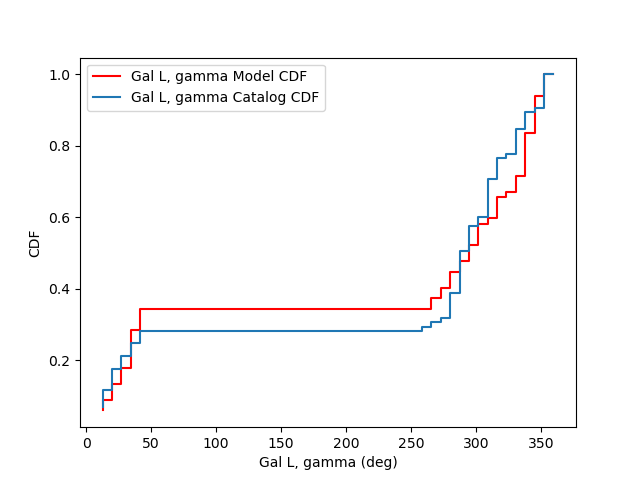 Gal L, gamma Model CDF
Gal L, gamma Catalog CDF
1.0
0.8
0.6
0.4
0.2
CDF
0 50 100 150 200 250 300 350
Gal L, gamma (deg)